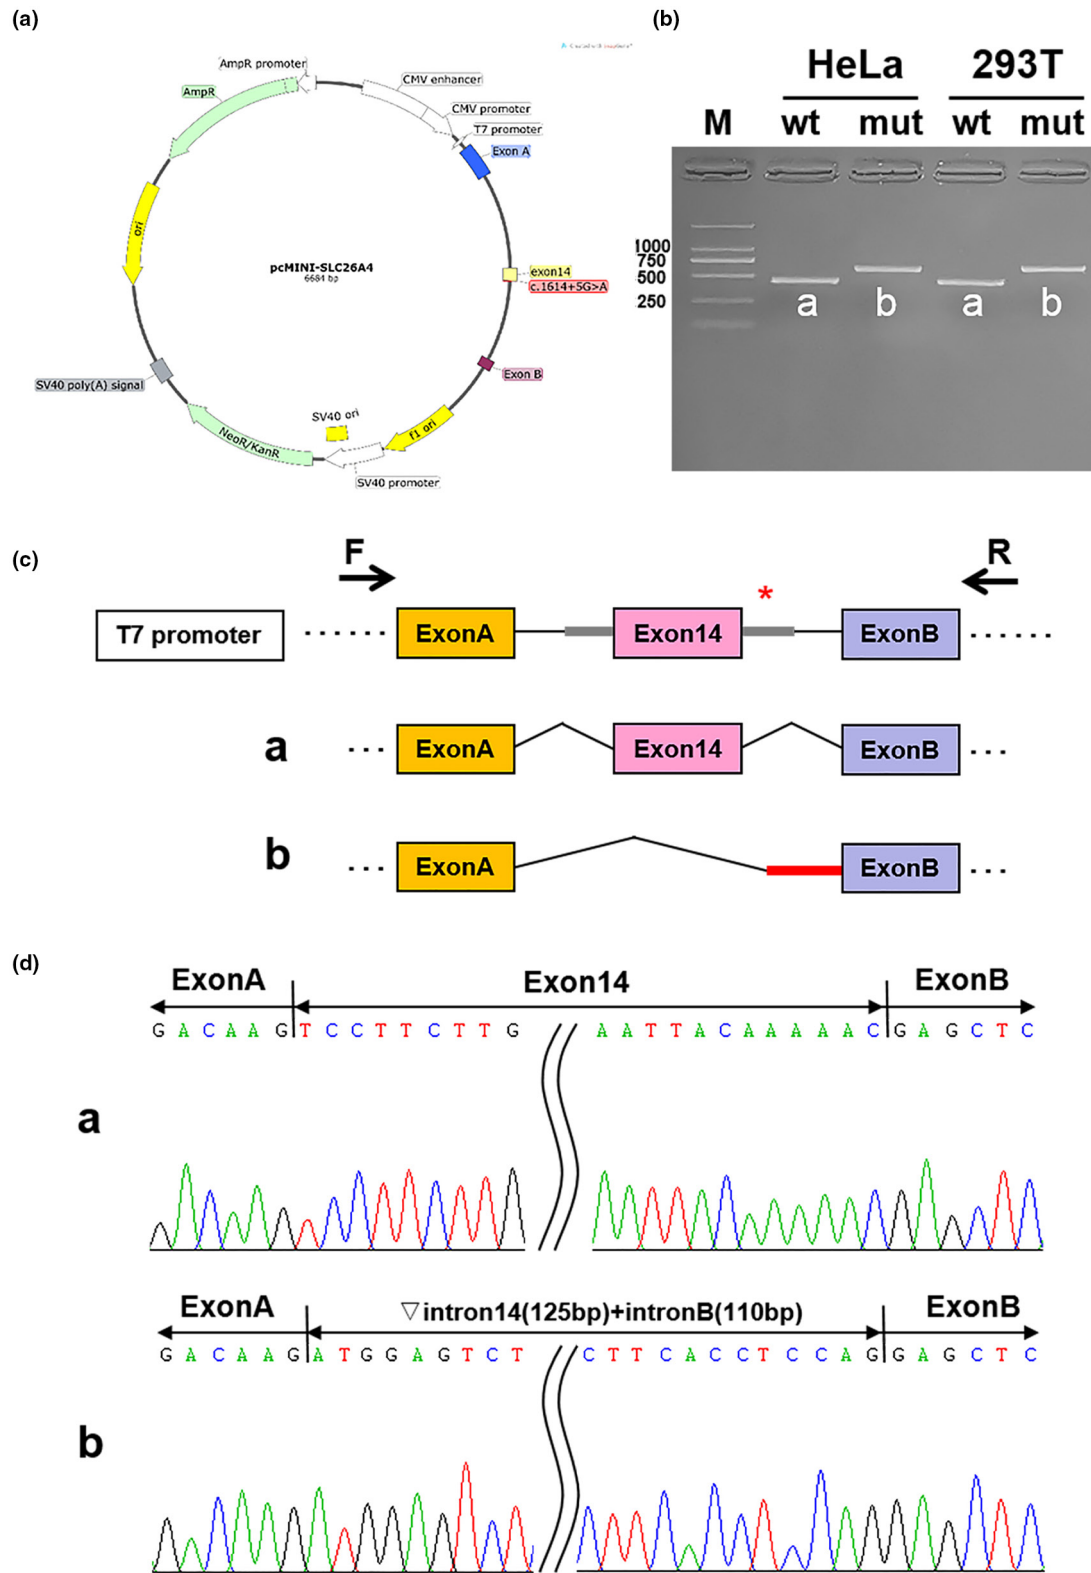 (a)
AmpR promoter
AmpR
CMV enhancer
CMV promoter
T7 promoter
Exon A
ori
pcMINI-SLC26A4
6684 bp
exon14
c.1614+5G>A
Exon B
SV40 poly(A) signal
SV40 ori
NeoR/KanR
f1 ori
SV40 promoter
(b)
HeLa 293T
M wt mut wt mut
1000
750
500
250
a b a b
(c)
F R
*
T7 promoter ExonA Exon14 ExonB
a ExonA Exon14 ExonB
b ExonA ExonB
(d)
ExonA Exon14 ExonB
G A C A A G T C C T T C T T G A A T T A C A A A A A C G A G C T C
a
ExonA ▽intron14(125bp)+intronB(110bp) ExonB
G A C A A G A T G G A G T C T C T T C A C C T C C A G G A G C T C
b